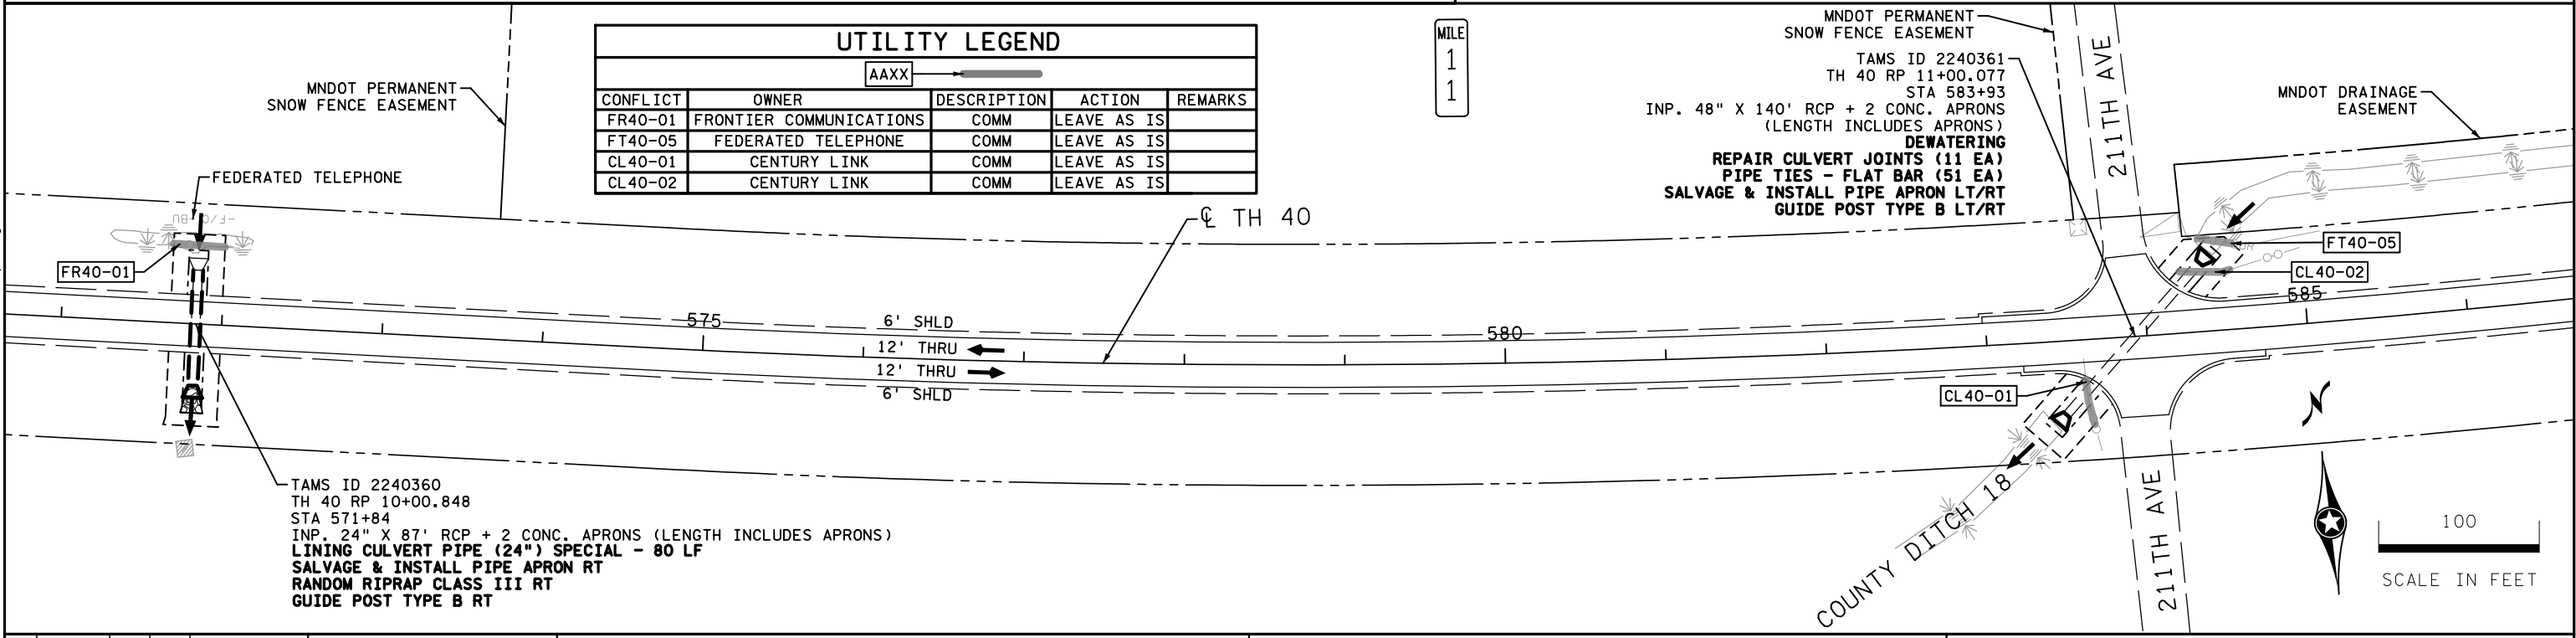 MNDOT PERMANENT
SNOW FENCE EASEMENT
FEDERATED TELEPHONE
FR40-01
UTILITY LEGEND
AAXX
CONFLICT OWNER DESCRIPTION ACTION REMARKS
FR40-01 FRONTIER COMMUNICATIONS COMM LEAVE AS IS
FT40-05 FEDERATED TELEPHONE COMM LEAVE AS IS
CL40-01 CENTURY LINK COMM LEAVE AS IS
CL40-02 CENTURY LINK COMM LEAVE AS IS
MILE
1
1
MNDOT PERMANENT
SNOW FENCE EASEMENT
TAMS ID 2240361
TH 40 RP 11+00.077
STA 583+93
INP. 48" X 140' RCP + 2 CONC. APRONS
(LENGTH INCLUDES APRONS)
DEWATERING
REPAIR CULVERT JOINTS (11 EA)
PIPE TIES - FLAT BAR (51 EA)
SALVAGE & INSTALL PIPE APRON LT/RT
GUIDE POST TYPE B LT/RT
211TH AVE
MNDOT DRAINAGE
EASEMENT
FT40-05
CL40-02
585
℄ TH 40
575
580
6' SHLD
12' THRU
12' THRU
6' SHLD
CL40-01
TAMS ID 2240360
TH 40 RP 10+00.848
STA 571+84
INP. 24" X 87' RCP + 2 CONC. APRONS (LENGTH INCLUDES APRONS)
LINING CULVERT PIPE (24") SPECIAL - 80 LF
SALVAGE & INSTALL PIPE APRON RT
RANDOM RIPRAP CLASS III RT
GUIDE POST TYPE B RT
COUNTY DITCH 18
211TH AVE
N
100
SCALE IN FEET